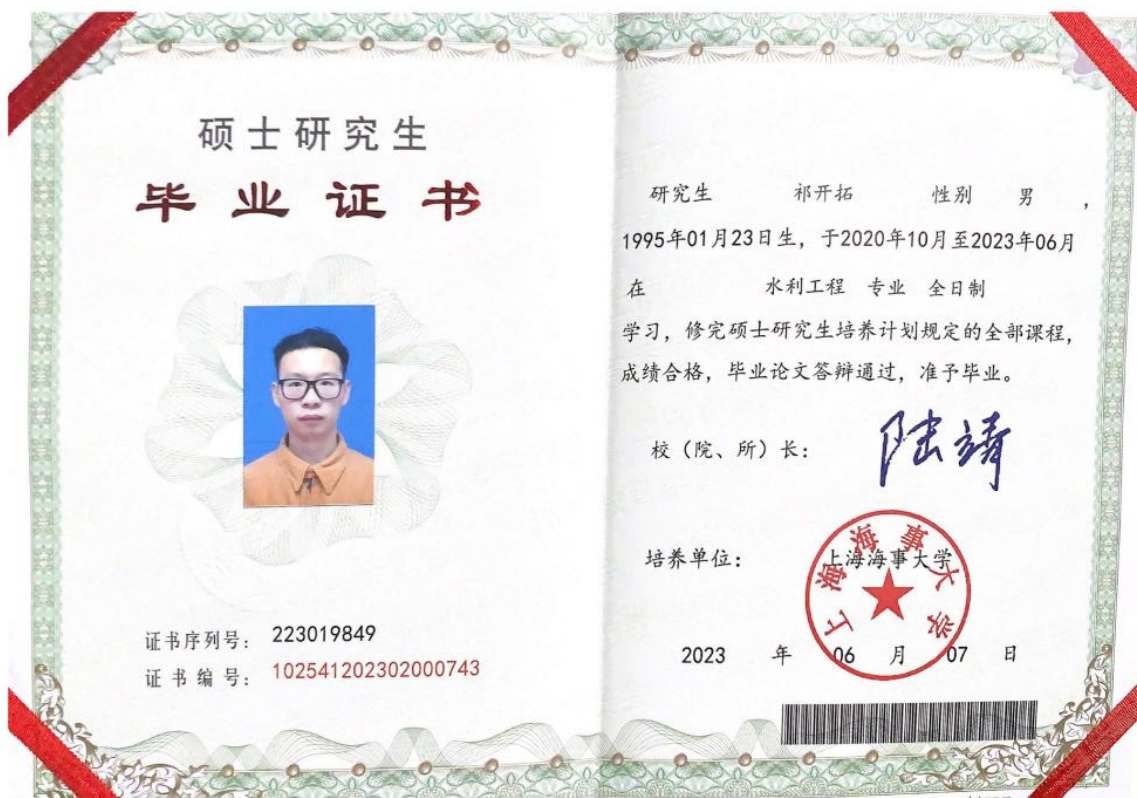 硕士研究生
毕业证书
证书序列号： 223019849
证书编号： 102541202302000743
研究生 祁开拓 性别 男 ，
1995年01月23日生，于2020年10月至2023年06月
在 水利工程 专业 全日制
学习，修完硕士研究生培养计划规定的全部课程，
成绩合格，毕业论文答辩通过，准予毕业。
校（院、所）长： 陆靖
培养单位： 上海海事大学
上海海事大学
2023 年 06 月 07 日